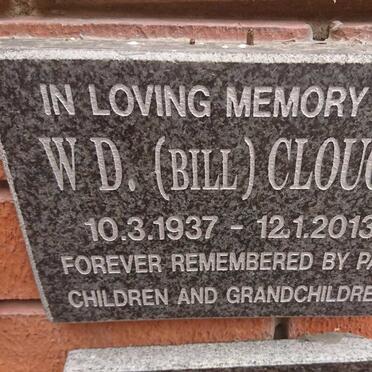 IN LOVING MEMORY
W D. (BILL) CLOUG
10.3.1937 - 12.1.2013
FOREVER REMEMBERED BY PA
CHILDREN AND GRANDCHILDRE